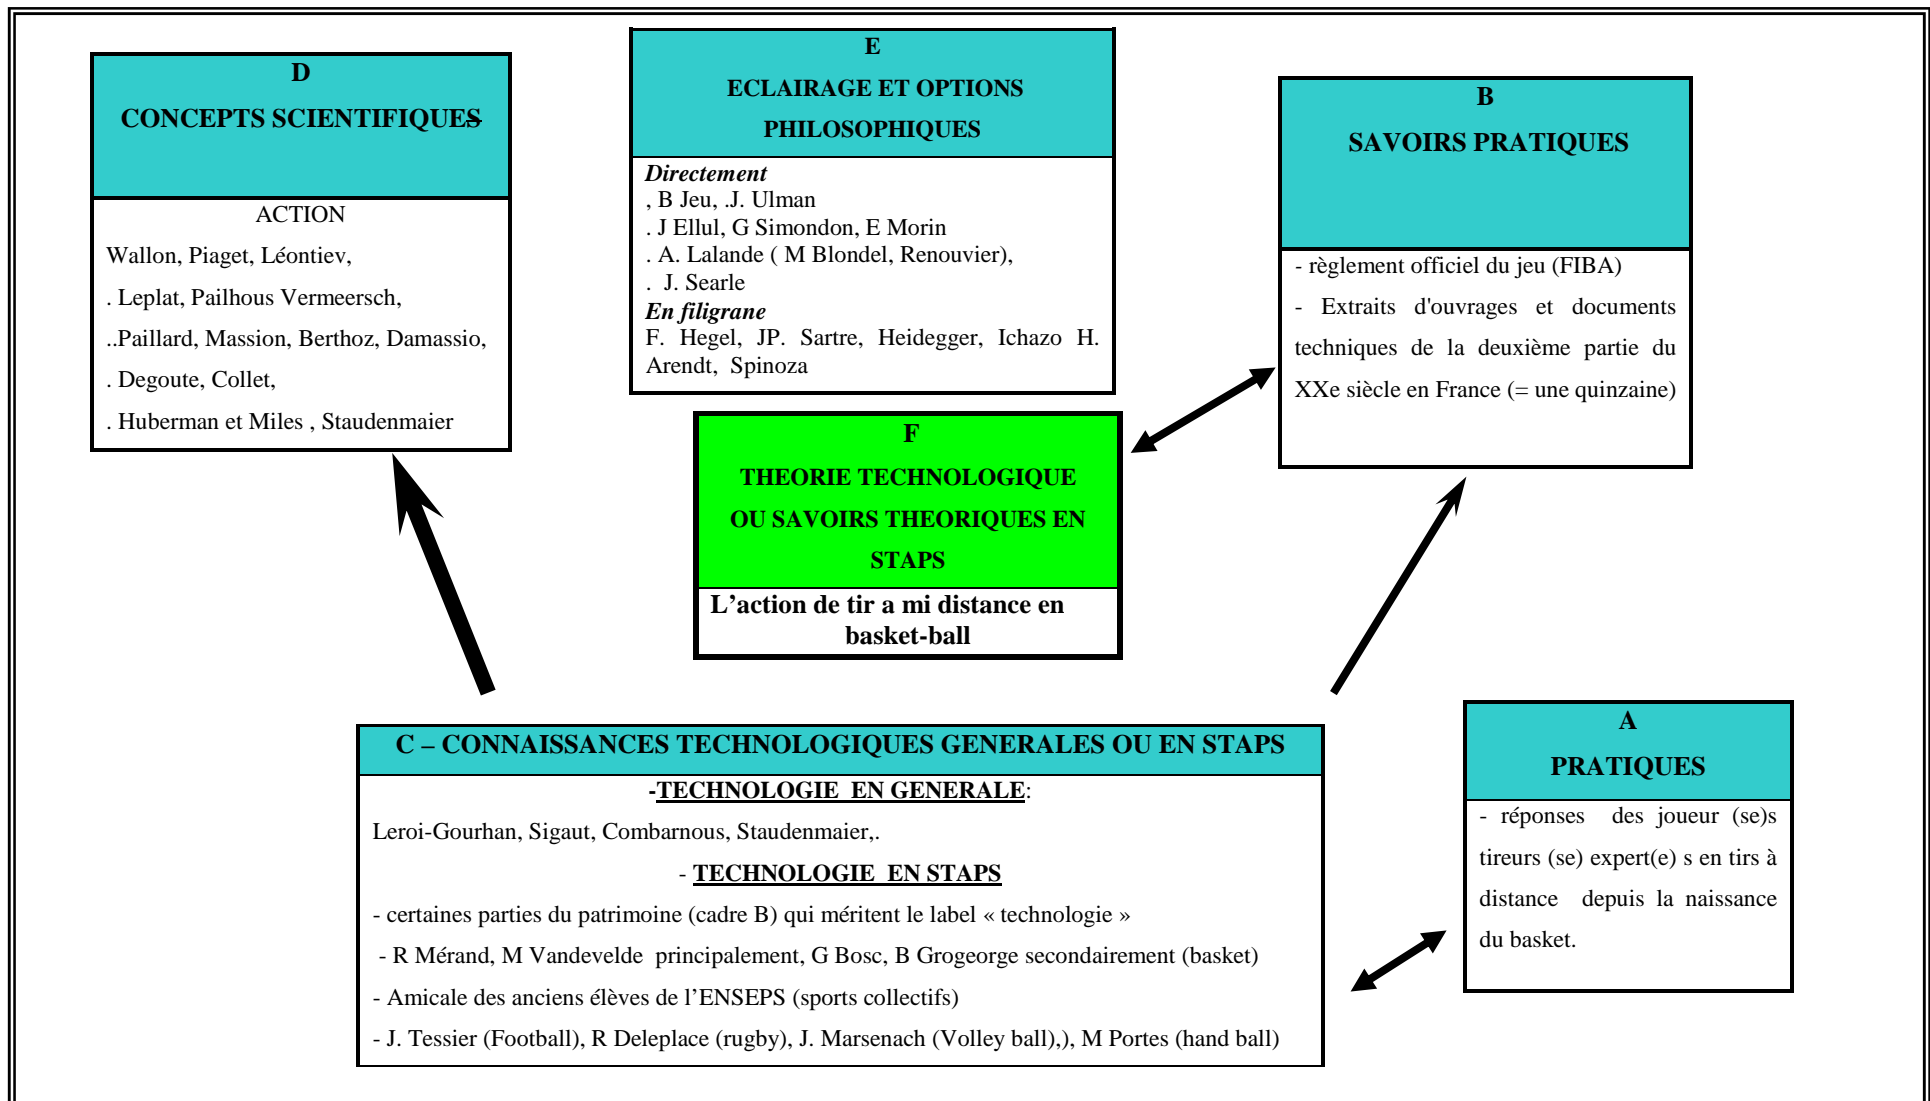 D
CONCEPTS SCIENTIFIQUES
ACTION
Wallon, Piaget, Léontiev,
. Leplat, Pailhous Vermeersch,
..Paillard, Massion, Berthoz, Damassio,
. Degoute, Collet,
. Huberman et Miles , Staudenmaier
E
ECLAIRAGE ET OPTIONS
PHILOSOPHIQUES
Directement
, B Jeu, .J. Ulman
. J Ellul, G Simondon, E Morin
. A. Lalande ( M Blondel, Renouvier),
. J. Searle
En filigrane
F. Hegel, JP. Sartre, Heidegger, Ichazo H.
Arendt, Spinoza
B
SAVOIRS PRATIQUES
- règlement officiel du jeu (FIBA)
- Extraits d'ouvrages et documents
techniques de la deuxième partie du
XXe siècle en France (= une quinzaine)
F
THEORIE TECHNOLOGIQUE
OU SAVOIRS THEORIQUES EN
STAPS
L’action de tir a mi distance en
basket-ball
C – CONNAISSANCES TECHNOLOGIQUES GENERALES OU EN STAPS
-TECHNOLOGIE EN GENERALE:
Leroi-Gourhan, Sigaut, Combarnous, Staudenmaier,.
- TECHNOLOGIE EN STAPS
- certaines parties du patrimoine (cadre B) qui méritent le label « technologie »
- R Mérand, M Vandevelde principalement, G Bosc, B Grogeorge secondairement (basket)
- Amicale des anciens élèves de l’ENSEPS (sports collectifs)
- J. Tessier (Football), R Deleplace (rugby), J. Marsenach (Volley ball),), M Portes (hand ball)
A
PRATIQUES
- réponses des joueur (se)s
tireurs (se) expert(e) s en tirs à
distance depuis la naissance
du basket.